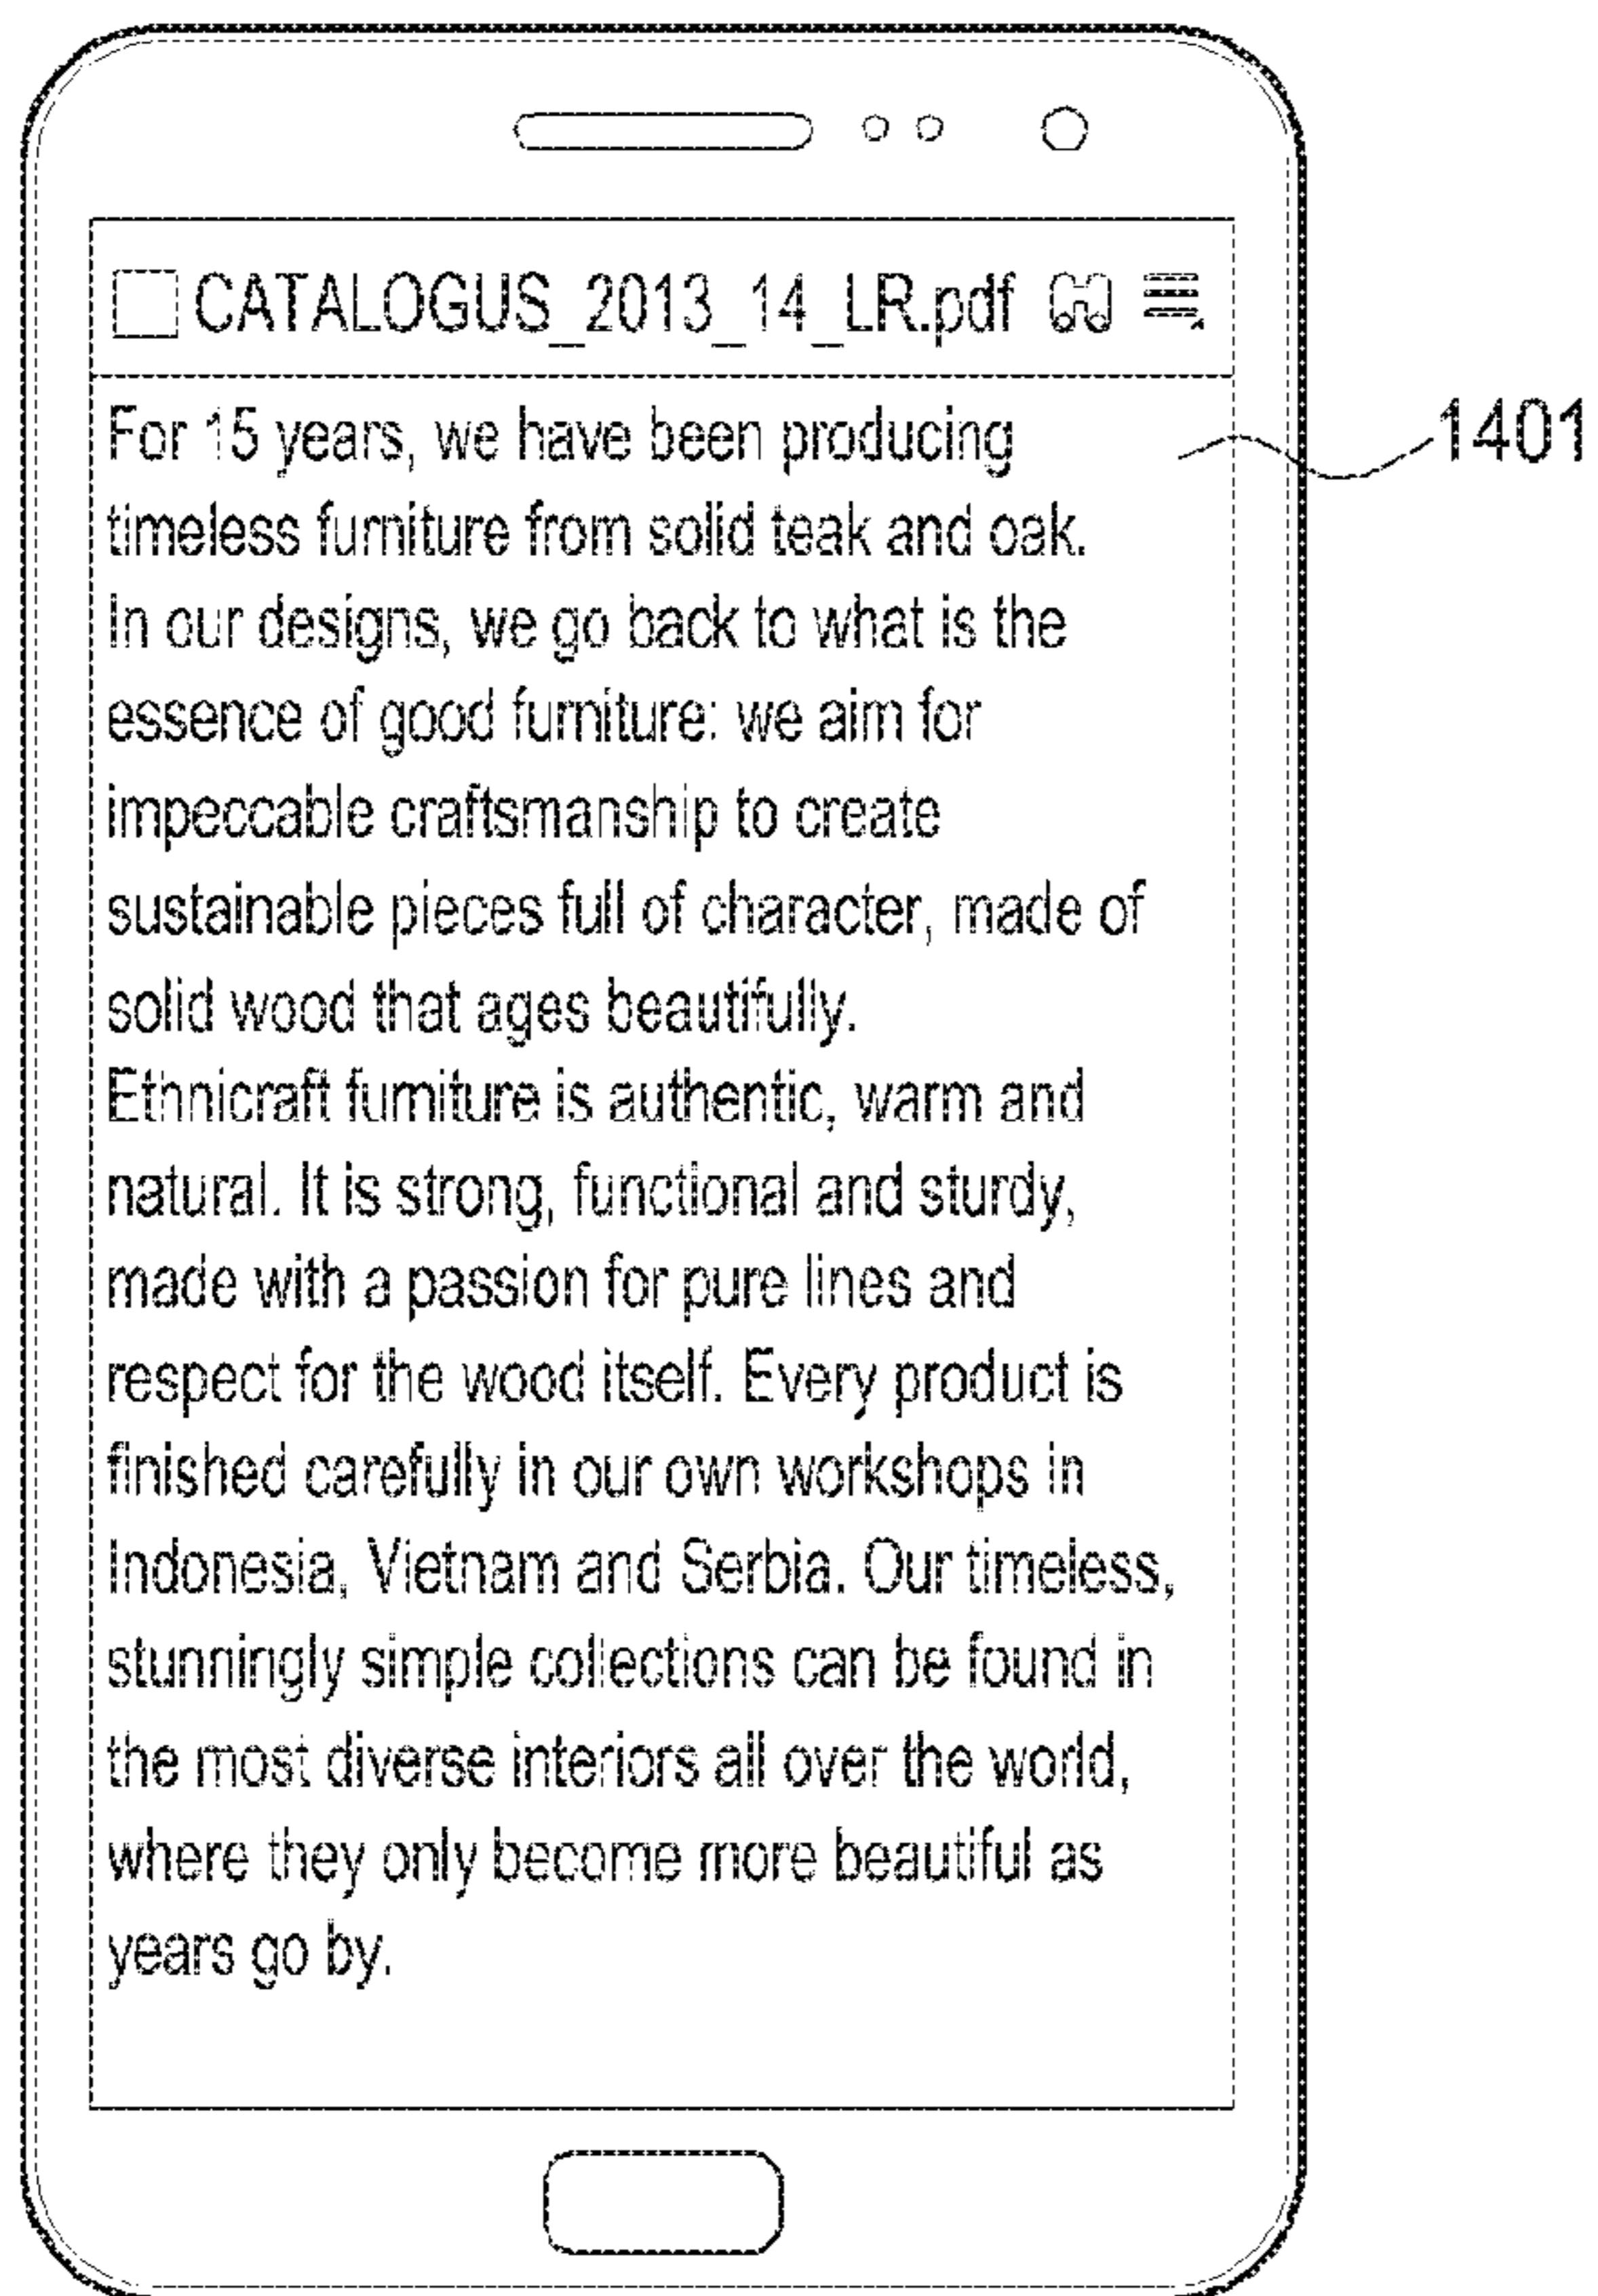 CATALOGUS_2013_14_LR.pdf
For 15 years, we have been producing
1401
timeless furniture from solid teak and oak.
In our designs, we go back to what is the
essence of good furniture: we aim for
impeccable craftsmanship to create
sustainable pieces full of character, made of
solid wood that ages beautifully.
Ethnicraft furniture is authentic, warm and
natural. It is strong, functional and sturdy,
made with a passion for pure lines and
respect for the wood itself. Every product is
finished carefully in our own workshops in
Indonesia, Vietnam and Serbia. Our timeless,
stunningly simple collections can be found in
the most diverse interiors all over the world,
where they only become more beautiful as
years go by.